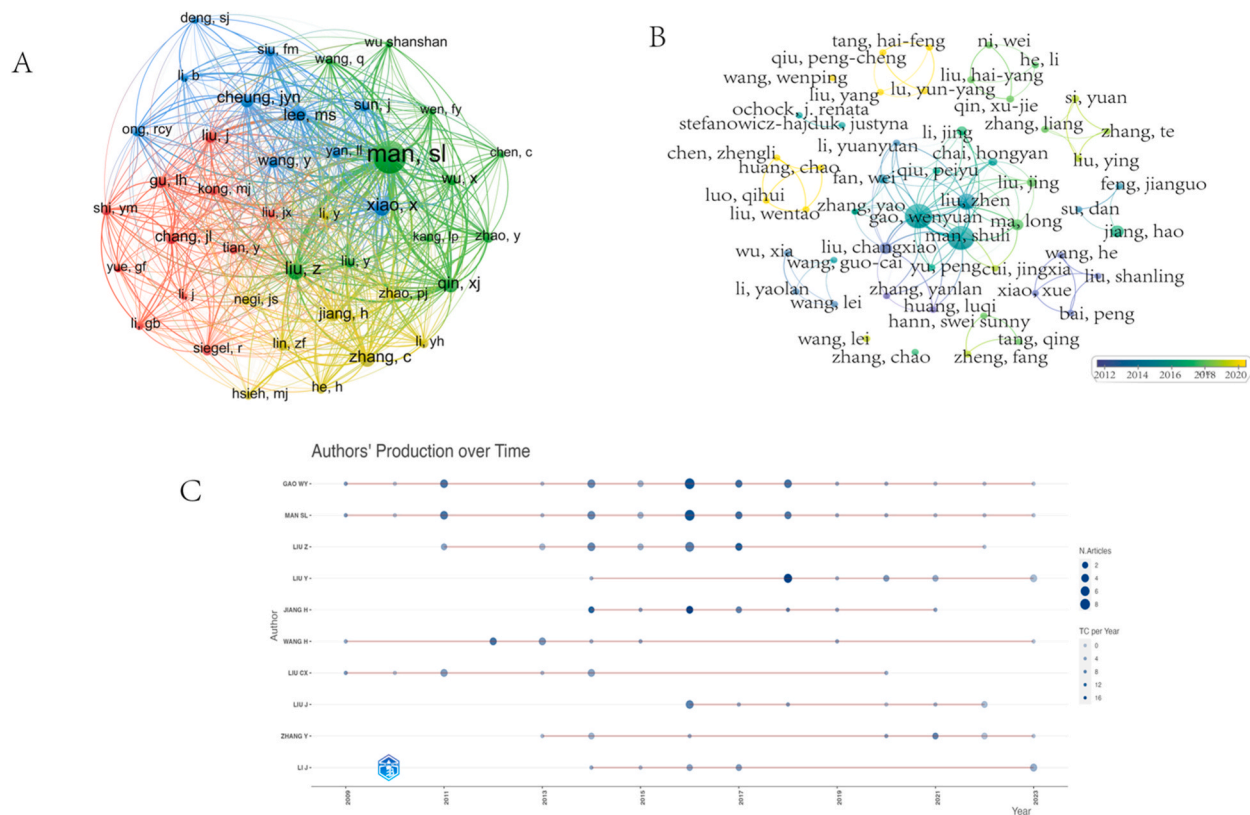 A
deng, sj
siu, fm
wu shanshan
wang, q
li, b
cheung, jyn
sun, j
lee, ms
wen, fy
ong, rcy
liu, j
yan, ll
man, sl
chen, c
wang, y
gu, lh
kong, mj
wu, x
xiao, x
shi, ym
liu, jx
li, y
chang, jl
kang, lp
zhao, y
tian, y
yue, gf
liu, z
liu, y
qin, xj
li, j
negi, js
zhao, pj
jiang, h
li, gb
siegel, r
lin, zf
li, yh
zhang, c
hsieh, mj
he, h
B
tang, hai-feng
ni, wei
qiu, peng-cheng
he, li
wang, wenping
liu, hai-yang
liu, yang
lu, yun-yang
si, yuan
qin, xu-jie
ochock, j. renata
zhang, liang
stefanowicz-hajduk, justyna
li, jing
zhang, te
li, yuanyuan
chai, hongyan
chen, zhengli
liu, ying
huang, chao
fan, wei
qiu, peiyu
liu, jing
feng, jianguo
luo, qihui
zhang, yao
liu, zhen
su, dan
liu, wentao
gao, wenyuan
ma, long
jiang, hao
man, shuli
wu, xia
liu, changxiao
wang, he
wang, guo-cai
yu, peng
cui, jingxia
liu, shanling
li, yaolan
zhang, yanlan
xiao, xue
wang, lei
huang, luqi
bai, peng
hann, swei sunny
wang, lei
tang, qing
zhang, chao
zheng, fang
2012 2014 2016 2018 2020
C
Authors' Production over Time
Author
GAO WY
MAN SL
LIU Z
LIU Y
JIANG H
WANG H
LIU CX
LIU J
ZHANG Y
LI J
2009 2011 2013 2015 2017 2019 2021 2023
Year
N.Articles
2
4
6
8
TC per Year
0
4
8
12
16